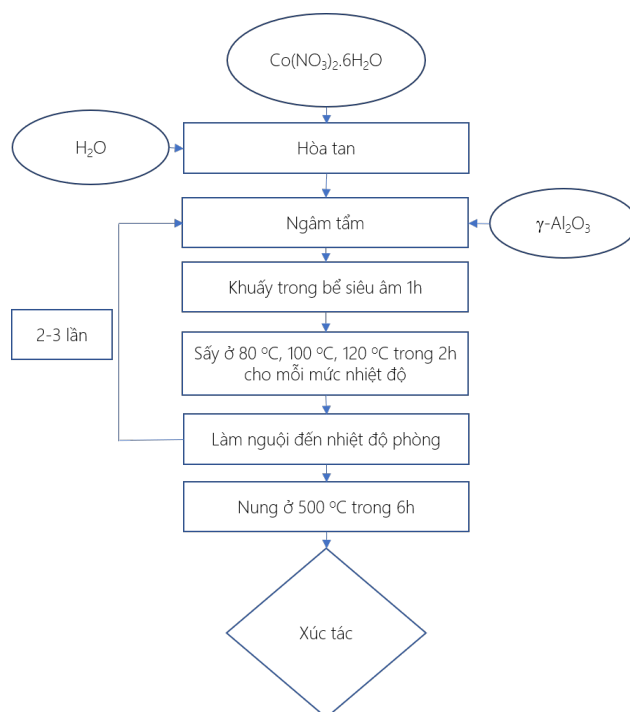 Co(NO₃)₂.6H₂O
H₂O
Hòa tan
Ngâm tẩm
γ-Al₂O₃
Khuấy trong bể siêu âm 1h
2-3 lần
Sấy ở 80 ºC, 100 ºC, 120 ºC trong 2h
cho mỗi mức nhiệt độ
Làm nguội đến nhiệt độ phòng
Nung ở 500 ºC trong 6h
Xúc tác